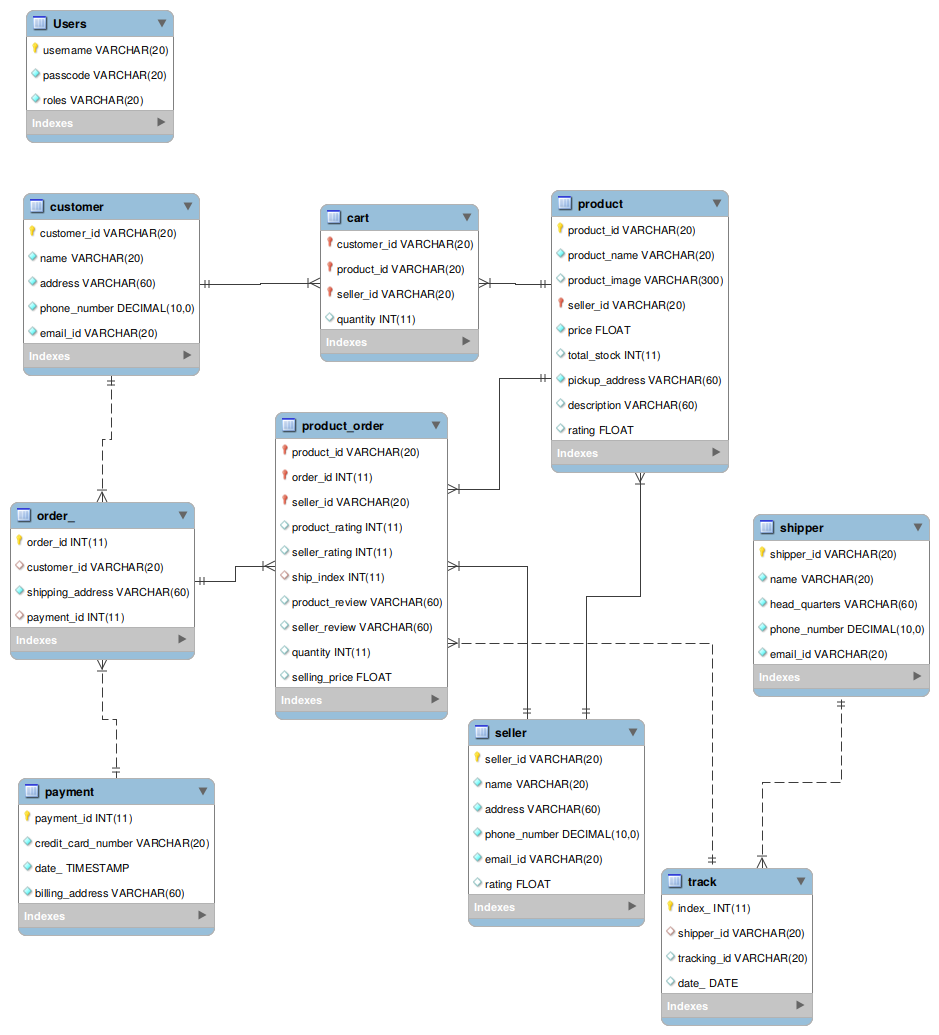 Users
username VARCHAR(20)
passcode VARCHAR(20)
roles VARCHAR(20)
Indexes
customer
customer_id VARCHAR(20)
name VARCHAR(20)
address VARCHAR(60)
phone_number DECIMAL(10,0)
email_id VARCHAR(20)
Indexes
cart
customer_id VARCHAR(20)
product_id VARCHAR(20)
seller_id VARCHAR(20)
quantity INT(11)
Indexes
product
product_id VARCHAR(20)
product_name VARCHAR(20)
product_image VARCHAR(300)
seller_id VARCHAR(20)
price FLOAT
total_stock INT(11)
pickup_address VARCHAR(60)
description VARCHAR(60)
rating FLOAT
Indexes
product_order
product_id VARCHAR(20)
order_id INT(11)
seller_id VARCHAR(20)
product_rating INT(11)
seller_rating INT(11)
ship_index INT(11)
product_review VARCHAR(60)
seller_review VARCHAR(60)
quantity INT(11)
selling_price FLOAT
Indexes
order_
order_id INT(11)
customer_id VARCHAR(20)
shipping_address VARCHAR(60)
payment_id INT(11)
Indexes
shipper
shipper_id VARCHAR(20)
name VARCHAR(20)
head_quarters VARCHAR(60)
phone_number DECIMAL(10,0)
email_id VARCHAR(20)
Indexes
seller
seller_id VARCHAR(20)
name VARCHAR(20)
address VARCHAR(60)
phone_number DECIMAL(10,0)
email_id VARCHAR(20)
rating FLOAT
Indexes
payment
payment_id INT(11)
credit_card_number VARCHAR(20)
date_ TIMESTAMP
billing_address VARCHAR(60)
Indexes
track
index_ INT(11)
shipper_id VARCHAR(20)
tracking_id VARCHAR(20)
date_ DATE
Indexes